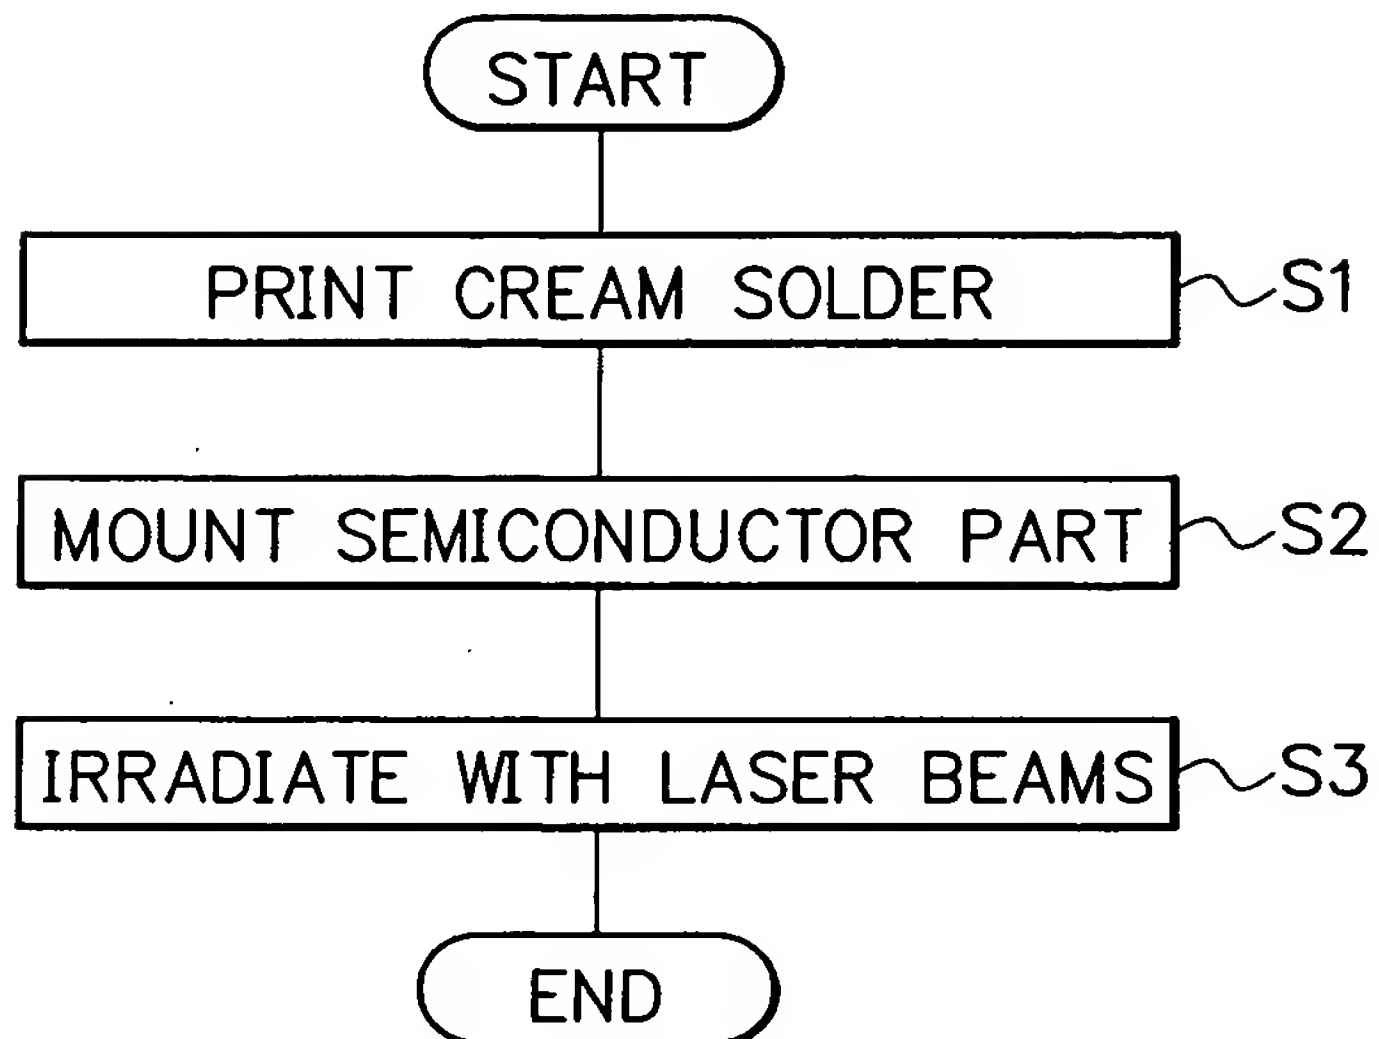 START
PRINT CREAM SOLDER
S1
MOUNT SEMICONDUCTOR PART
S2
IRRADIATE WITH LASER BEAMS
S3
END